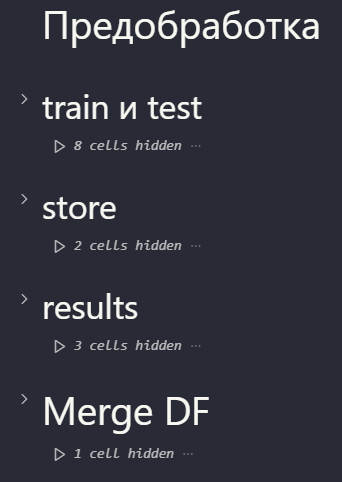 Предобработка
train и test
8 cells hidden ...
store
2 cells hidden ...
results
3 cells hidden ...
Merge DF
1 cell hidden ...